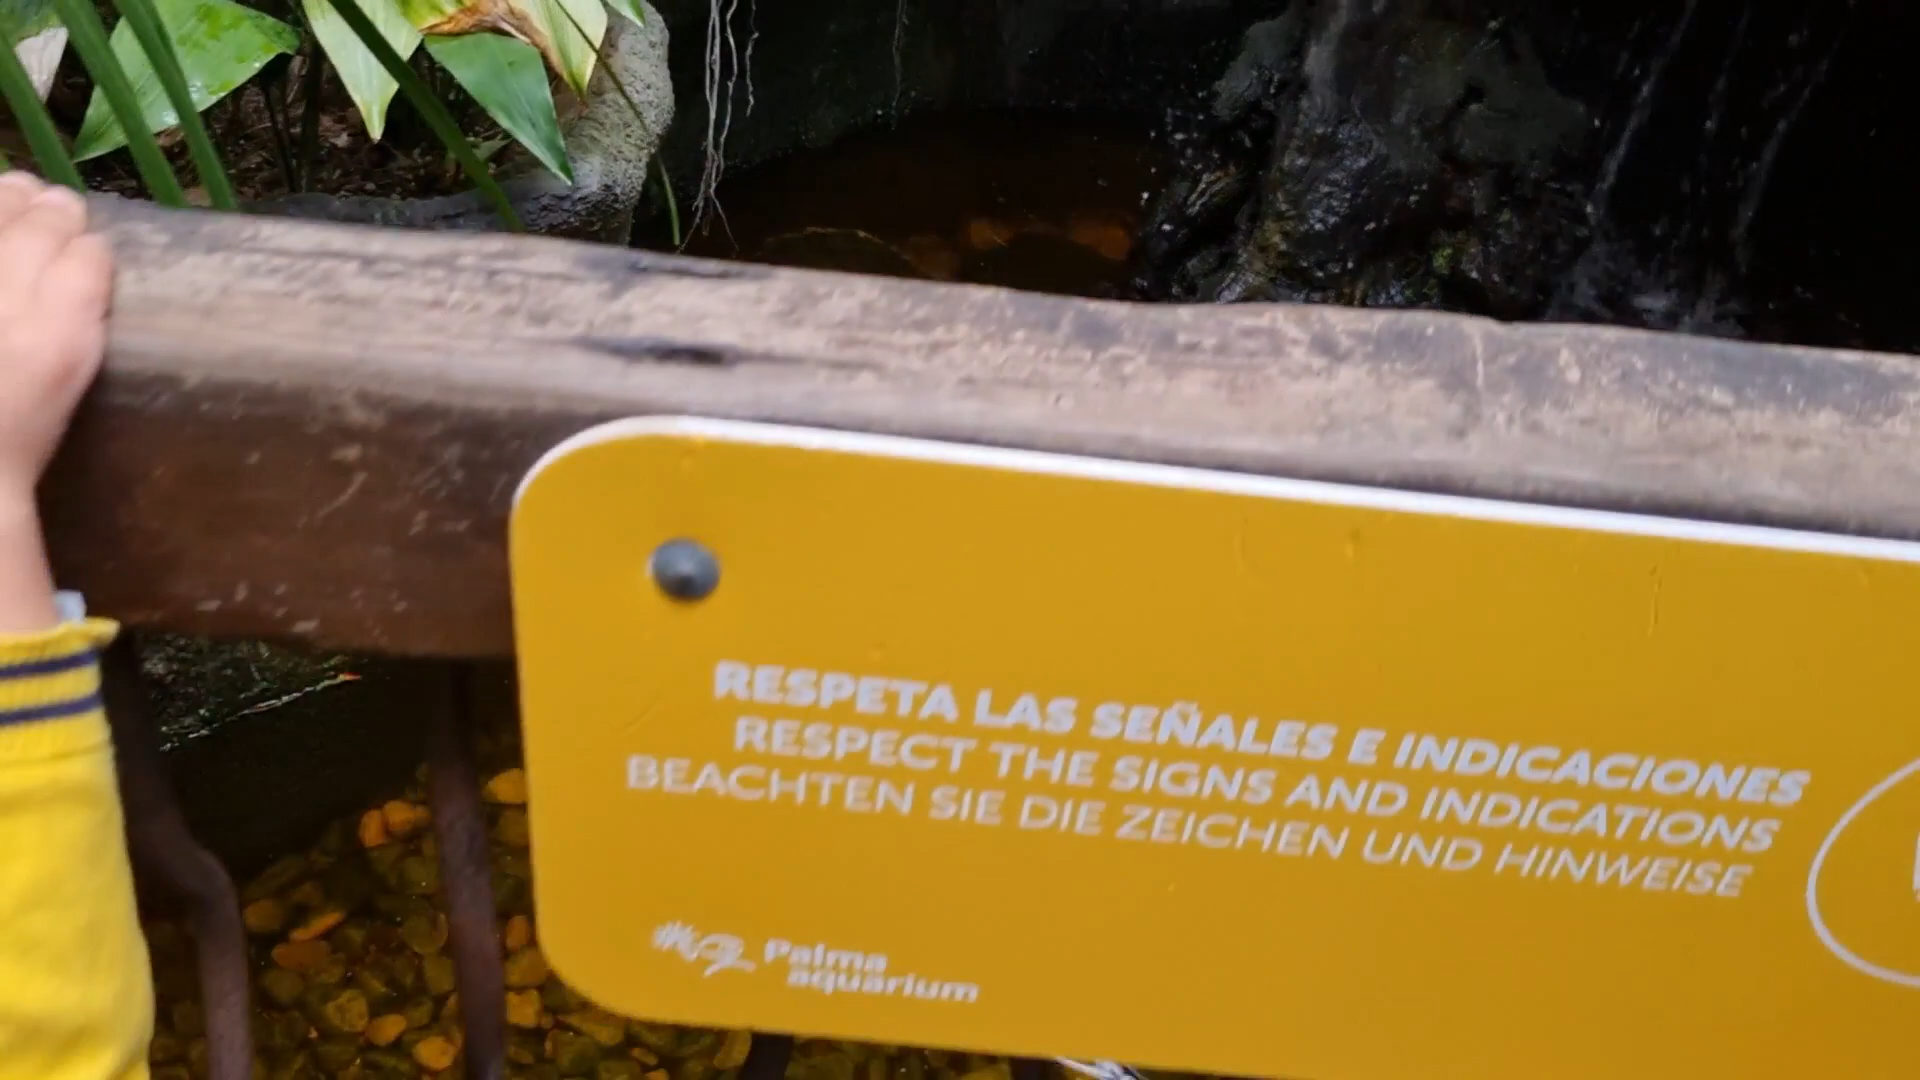 RESPETA LAS SEÑALES E INDICACIONES
RESPECT THE SIGNS AND INDICATIONS
BEACHTEN SIE DIE ZEICHEN UND HINWEISE
Palma
aquarium